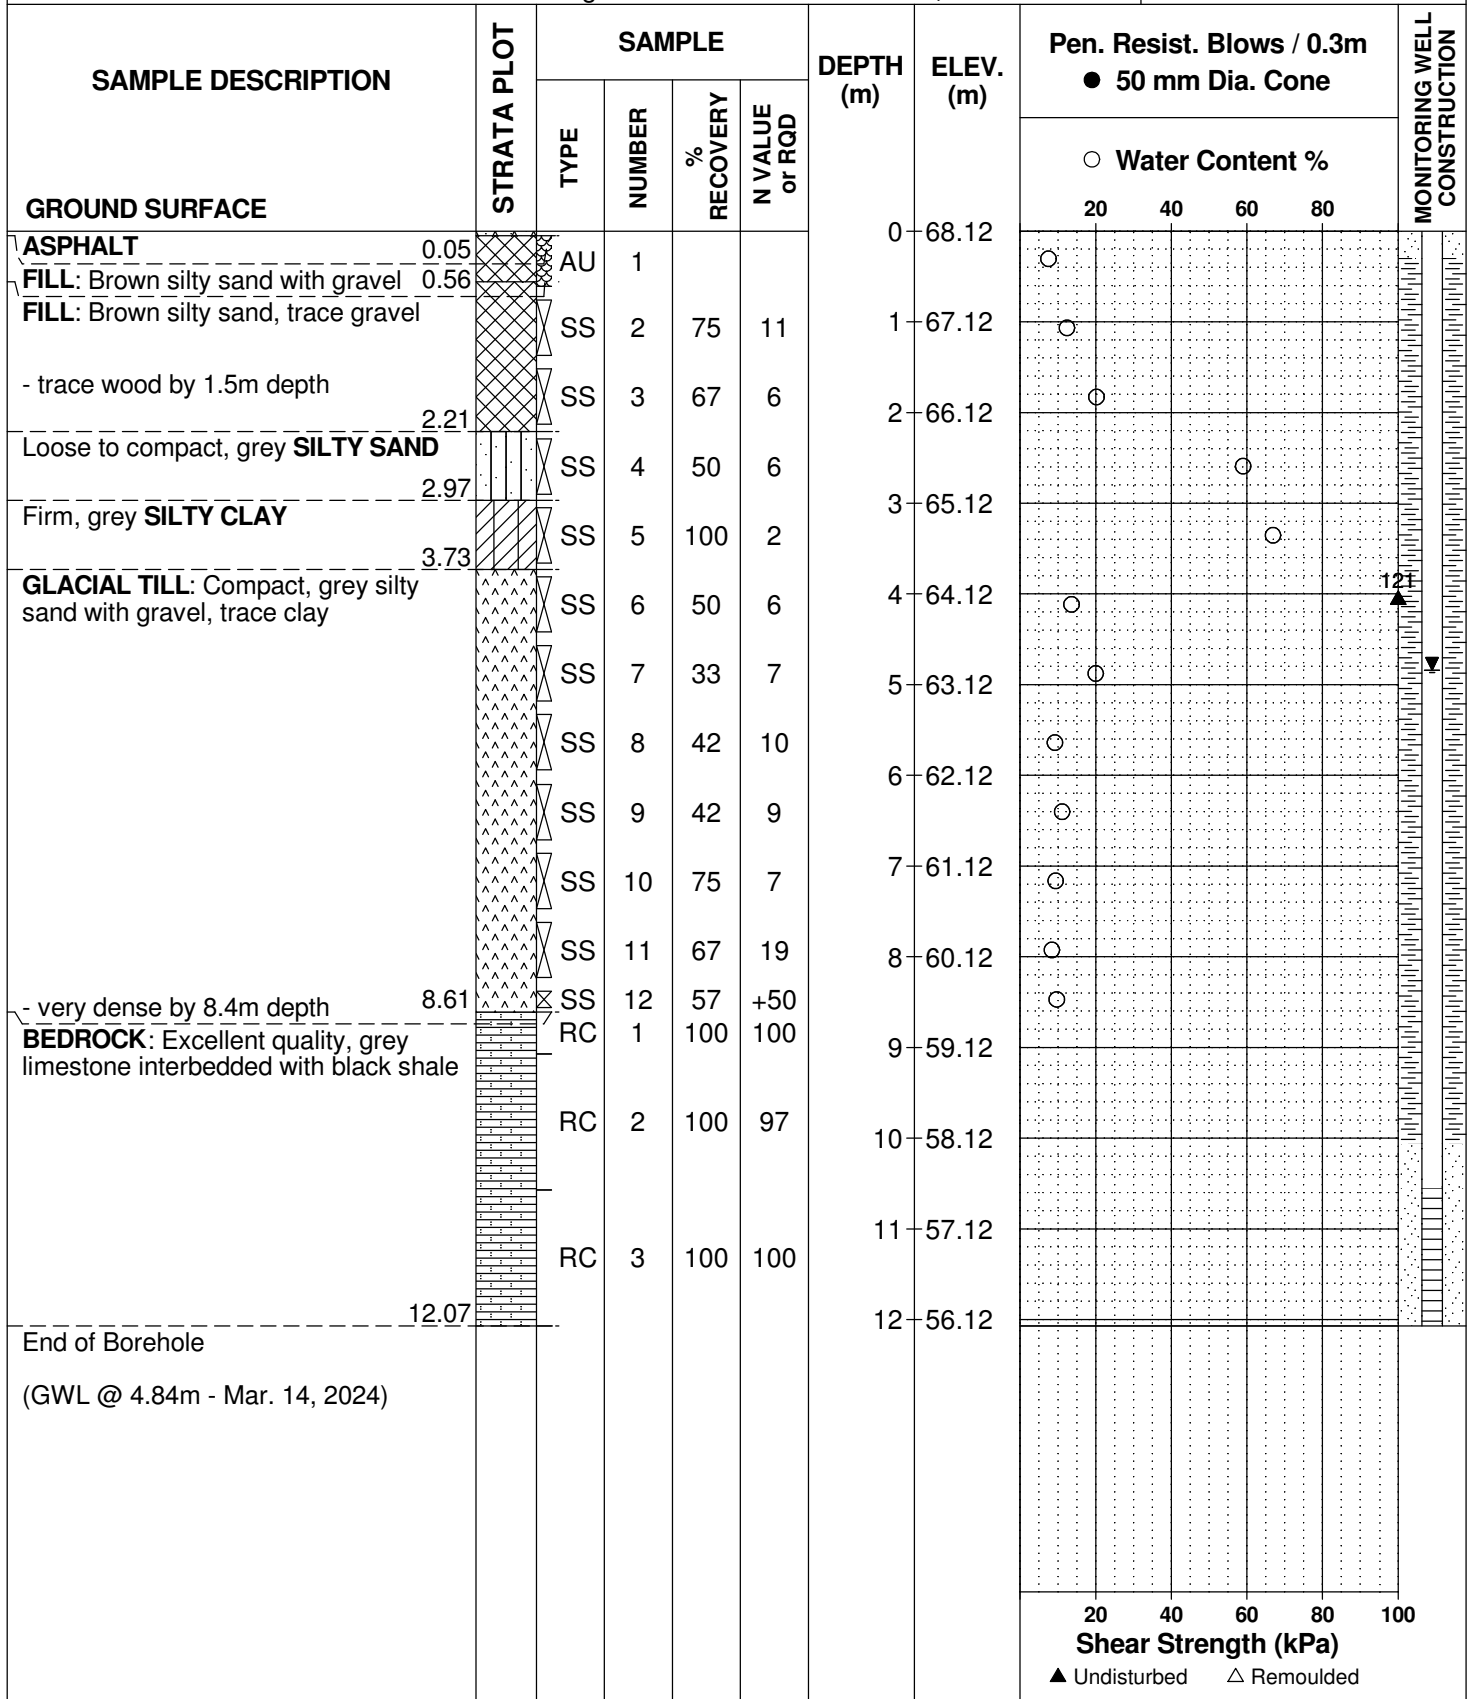 SAMPLE DESCRIPTION
GROUND SURFACE
STRATA PLOT
SAMPLE
TYPE
NUMBER
% RECOVERY
N VALUE or RQD
DEPTH (m)
ELEV. (m)
Pen. Resist. Blows / 0.3m
● 50 mm Dia. Cone
○ Water Content %
20 40 60 80
MONITORING WELL CONSTRUCTION
0 68.12
ASPHALT 0.05
AU 1
FILL: Brown silty sand with gravel 0.56
FILL: Brown silty sand, trace gravel
SS 2 75 11
1 67.12
- trace wood by 1.5m depth
SS 3 67 6
2 66.12
2.21
Loose to compact, grey SILTY SAND
SS 4 50 6
2.97
3 65.12
Firm, grey SILTY CLAY
SS 5 100 2
3.73
GLACIAL TILL: Compact, grey silty
sand with gravel, trace clay
SS 6 50 6
4 64.12
121
SS 7 33 7
5 63.12
SS 8 42 10
6 62.12
SS 9 42 9
7 61.12
SS 10 75 7
SS 11 67 19
8 60.12
- very dense by 8.4m depth 8.61
SS 12 57 +50
RC 1 100 100
BEDROCK: Excellent quality, grey
limestone interbedded with black shale
9 59.12
RC 2 100 97
10 58.12
11 57.12
RC 3 100 100
12.07
12 56.12
End of Borehole
(GWL @ 4.84m - Mar. 14, 2024)
20 40 60 80 100
Shear Strength (kPa)
▲ Undisturbed △ Remoulded